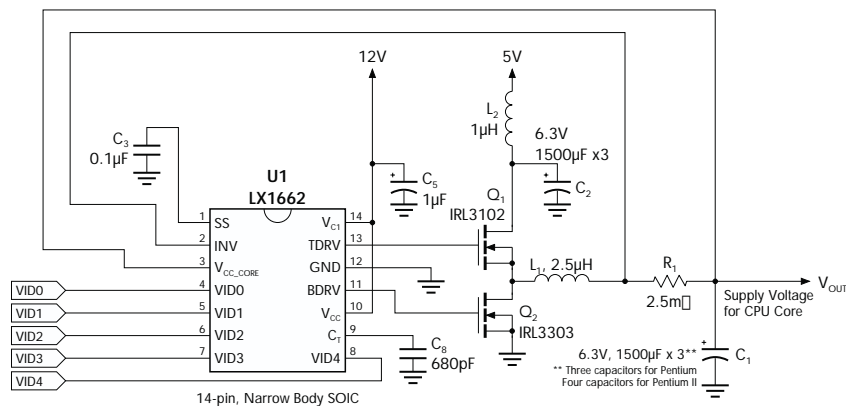 12V
5V
L2
1µH
6.3V
1500µF x3
C3
0.1µF
U1
LX1662
C5
1µF
C2
Q1
IRL3102
1 SS
VC1 14
2 INV
TDRV 13
3 VCC_CORE
GND 12
4 VID0
BDRV 11
5 VID1
VCC 10
6 VID2
CT 9
7 VID3
VID4 8
VID0
VID1
VID2
VID3
VID4
L1, 2.5µH
R1
2.5m□
VOUT
Supply Voltage
for CPU Core
Q2
IRL3303
C8
680pF
6.3V, 1500µF x 3**
C1
** Three capacitors for Pentium
Four capacitors for Pentium II
14-pin, Narrow Body SOIC